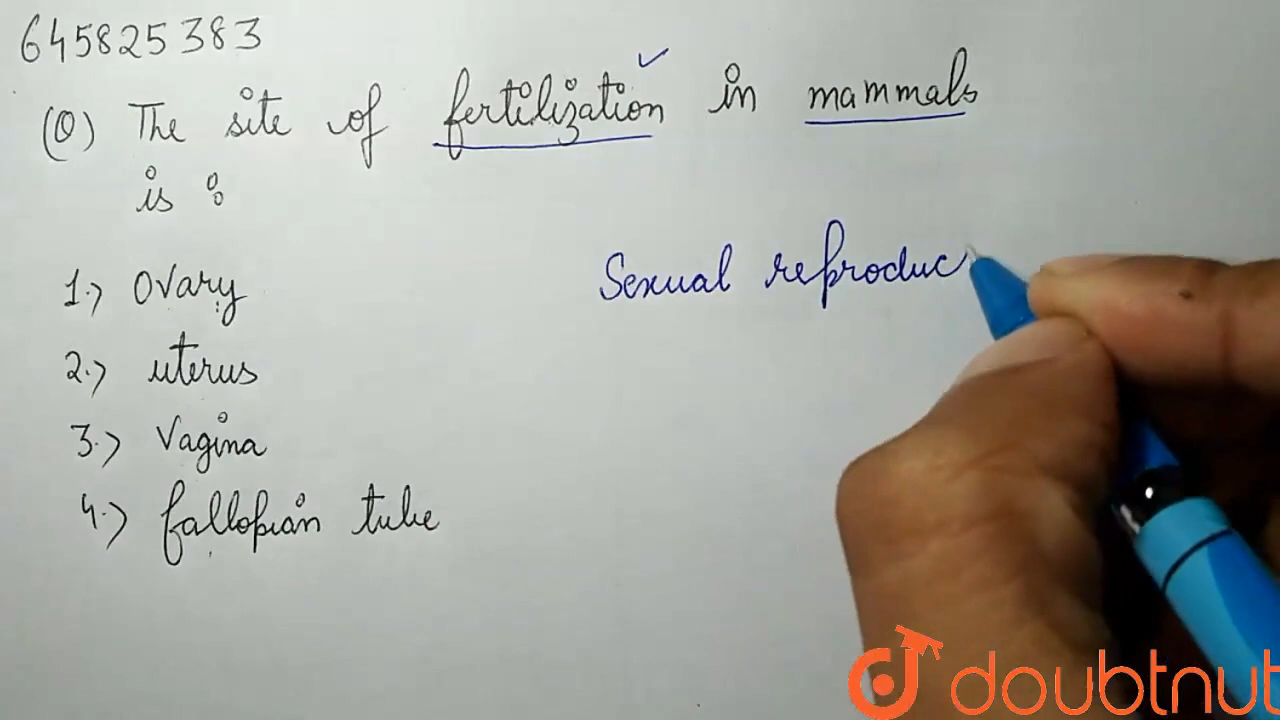 645825383
(Q) The site of fertilization in mammals
is :
Sexual reproduc
1.) Ovary
2.) uterus
3.) Vagina
4.) fallopian tube
doubtnut